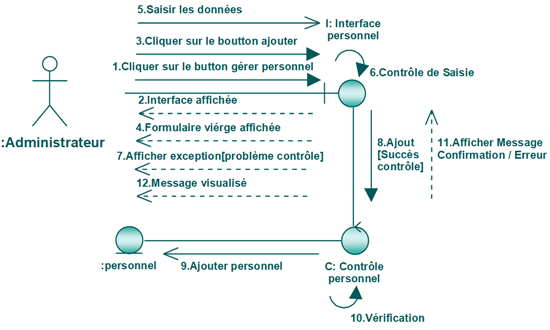 5.Saisir les données
I: Interface
personnel
3.Cliquer sur le boutton ajouter
1.Cliquer sur le button gérer personnel
6.Contrôle de Saisie
2.Interface affichée
4.Formulaire viérge affichée
:Administrateur
7.Afficher exception[problème contrôle]
8.Ajout
[Succès
contrôle]
11.Afficher Message
Confirmation / Erreur
12.Message visualisé
:personnel
9.Ajouter personnel
C: Contrôle
personnel
10.Vérification